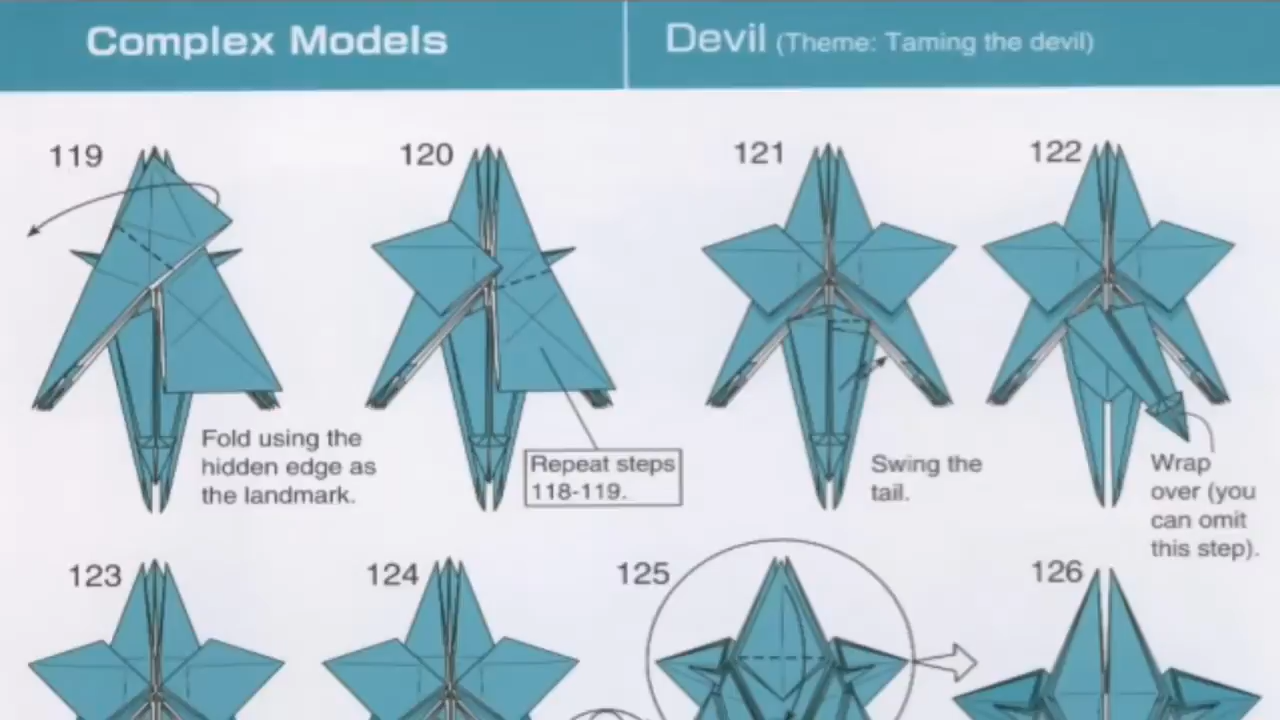 Complex Models
Devil (Theme: Taming the devil)
119
120
121
122
Fold using the
hidden edge as
the landmark.
Repeat steps
118-119.
Swing the
tail.
Wrap
over (you
can omit
this step).
123
124
125
126